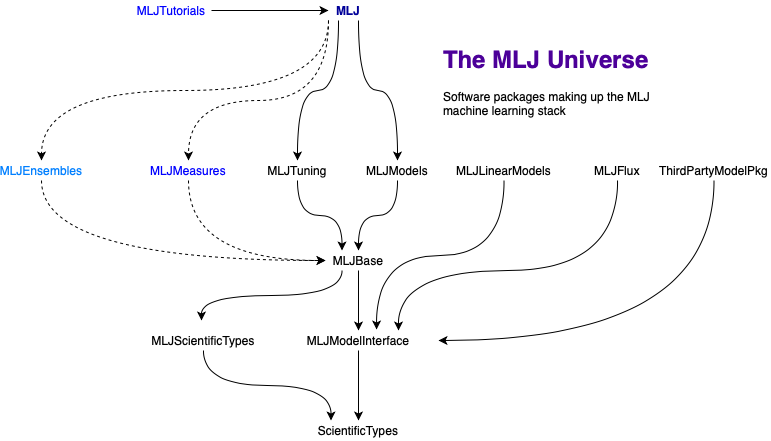 MLJTutorials
MLJ
The MLJ Universe
Software packages making up the MLJ
machine learning stack
MLJEnsembles
MLJMeasures
MLJTuning
MLJModels
MLJLinearModels
MLJFlux
ThirdPartyModelPkg
MLJBase
MLJScientificTypes
MLJModelInterface
ScientificTypes